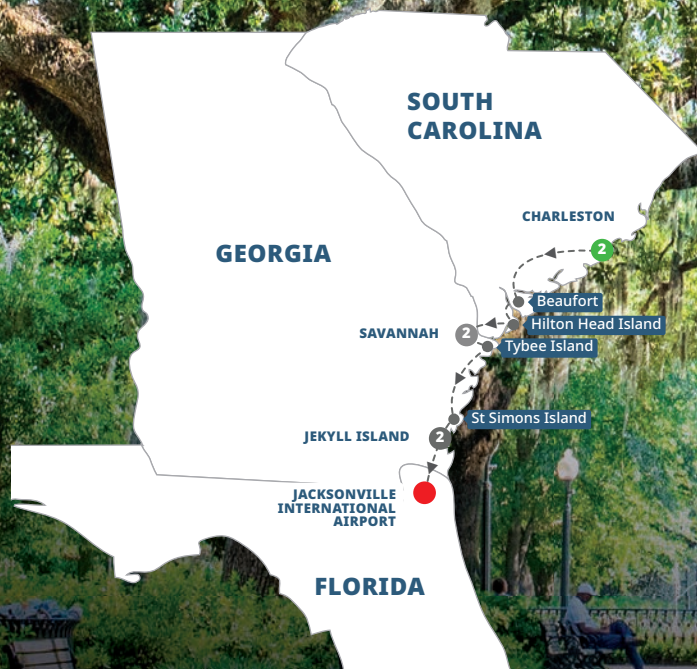 SOUTH
CAROLINA
CHARLESTON
2
GEORGIA
Beaufort
Hilton Head Island
SAVANNAH
2
Tybee Island
St Simons Island
JEKYLL ISLAND
2
JACKSONVILLE
INTERNATIONAL
AIRPORT
FLORIDA